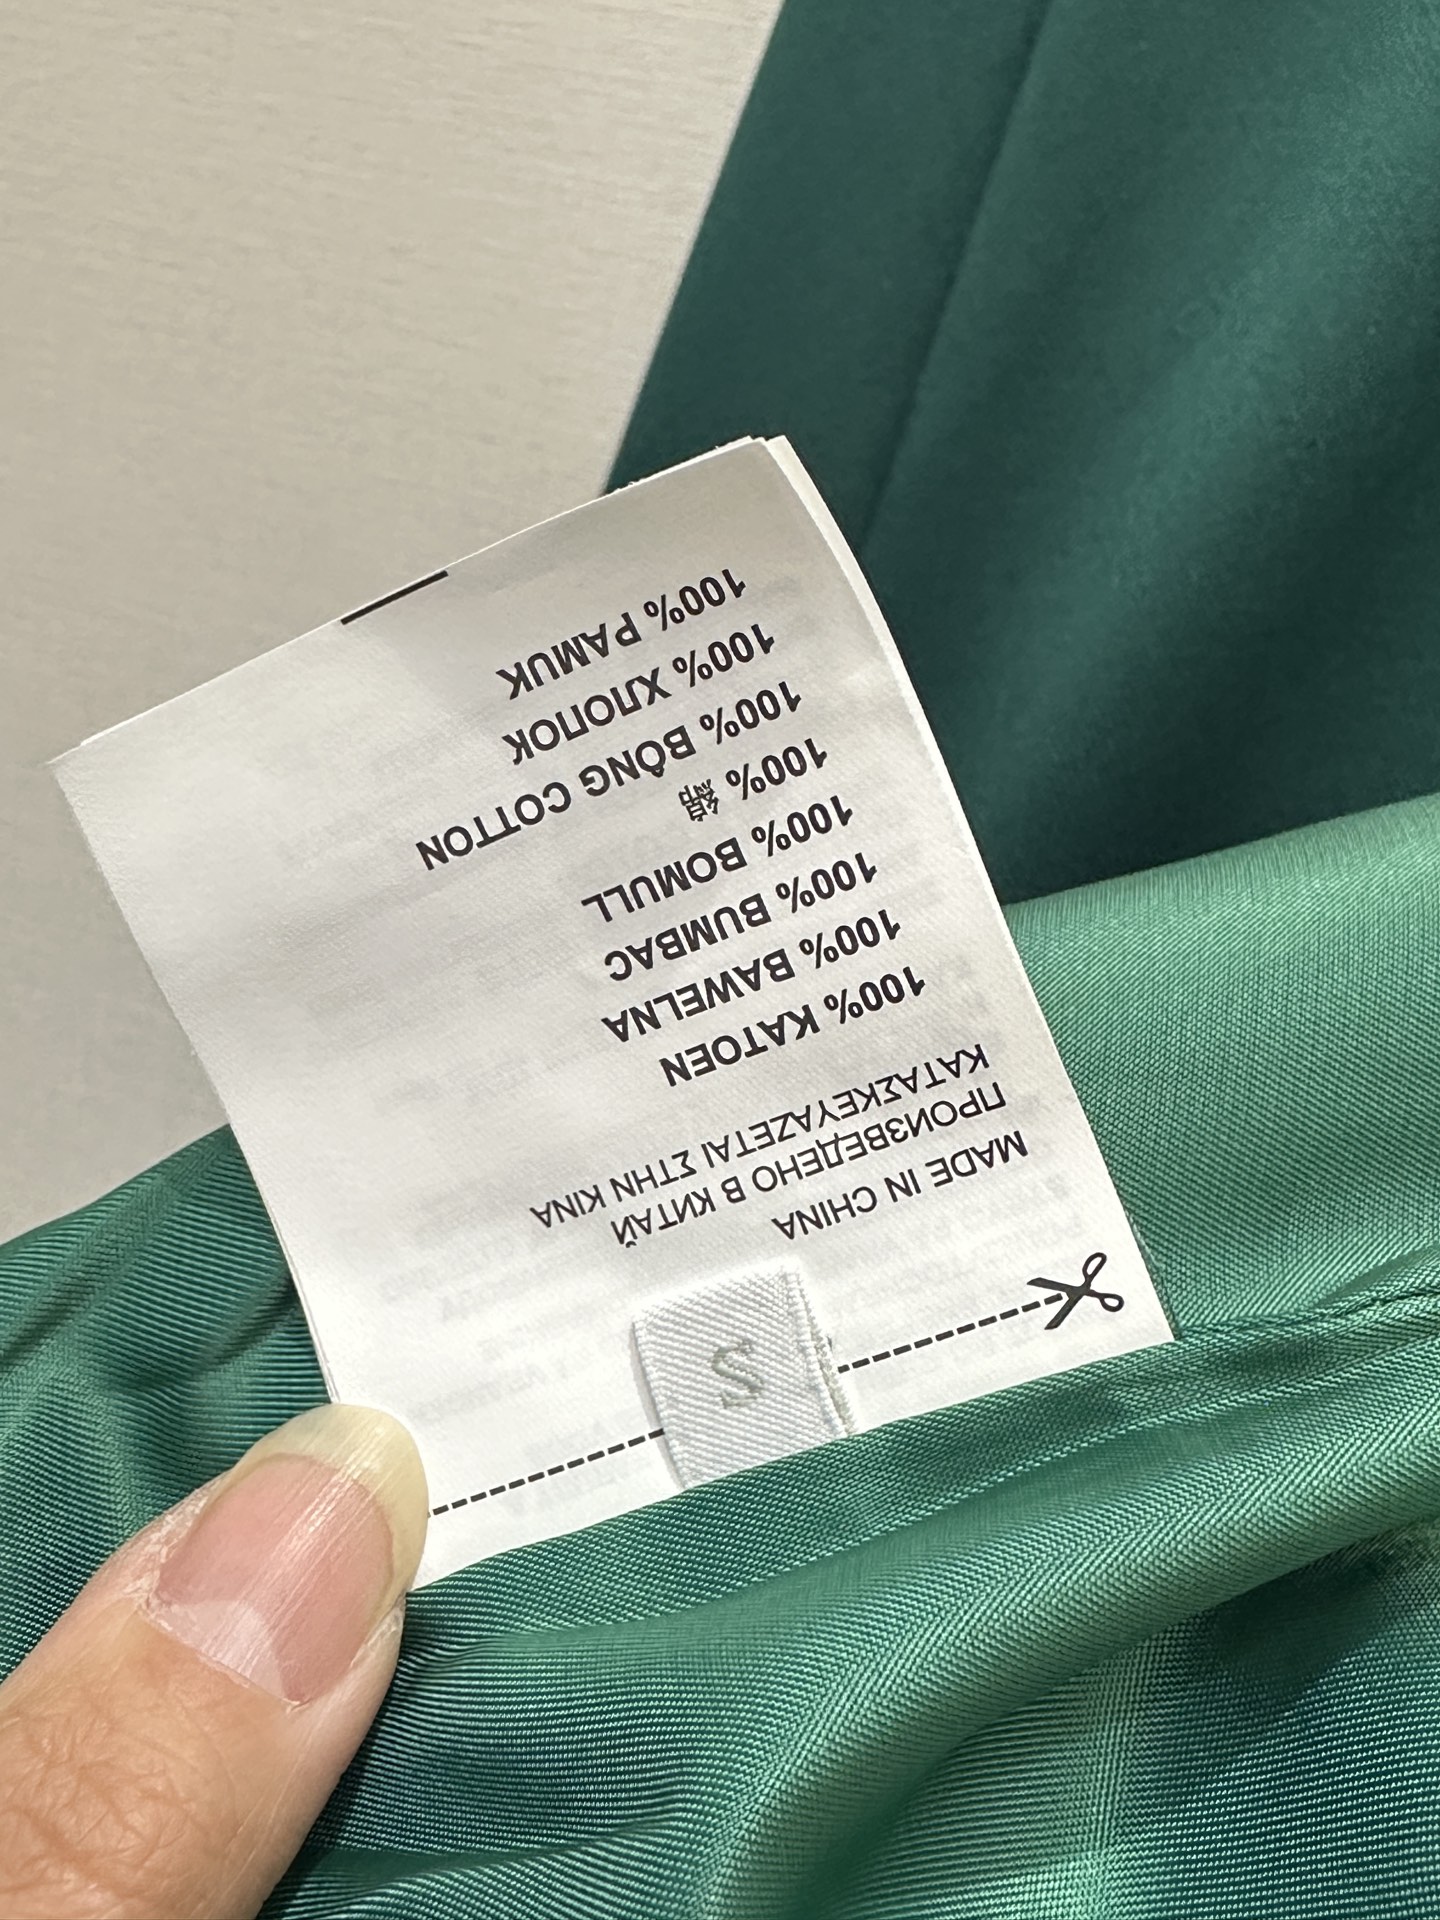 S
MADE IN CHINA
ПРОИЗВЕДЕНО В КИТАЙ
ΚΑΤΑΣΚΕΥΑΖΕΤΑΙ ΣΤΗΝ ΚΙΝΑ
100% KATOEN
100% BAWELNA
100% BUMBAC
100% BOMULL
100% 綿
100% BÔNG COTTON
100% ХЛОПОК
100% PAMUK